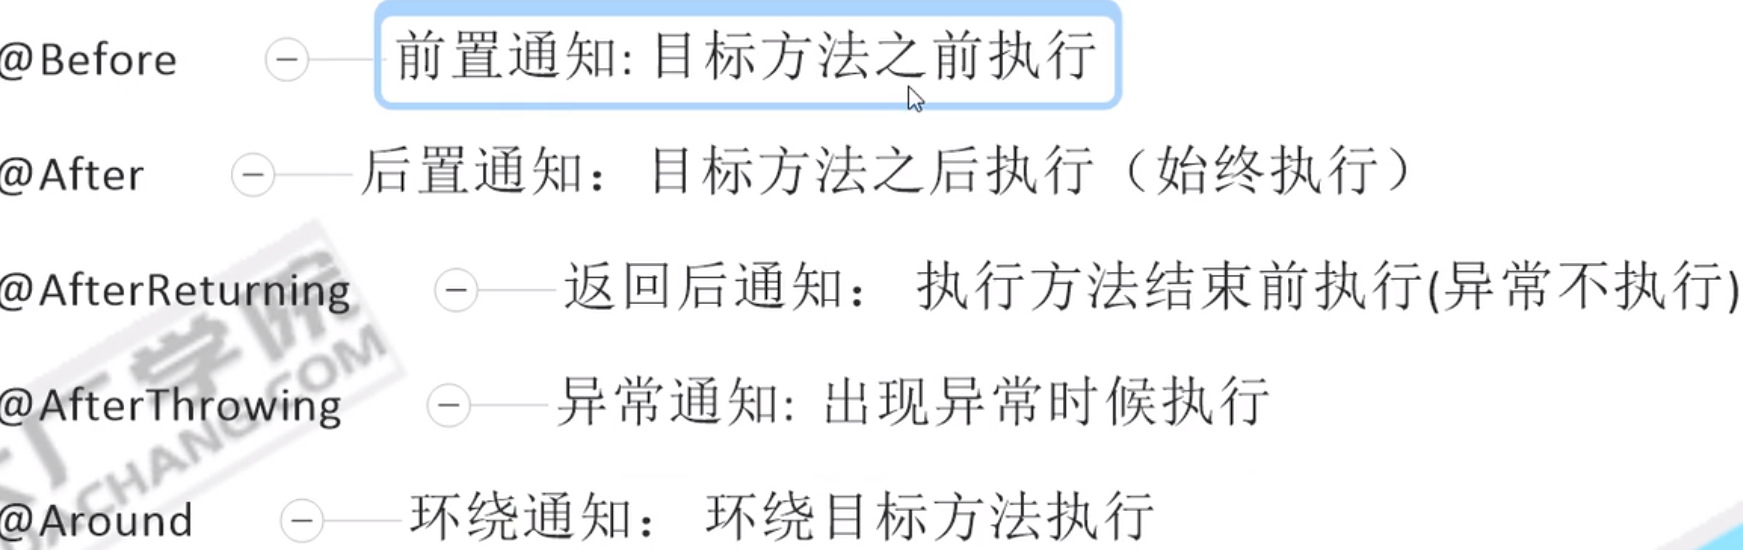 @Before 前置通知: 目标方法之前执行
@After 后置通知： 目标方法之后执行（始终执行）
@AfterReturning 返回后通知： 执行方法结束前执行(异常不执行)
@AfterThrowing 异常通知: 出现异常时候执行
@Around 环绕通知： 环绕目标方法执行
厂学院
DACHANG.COM